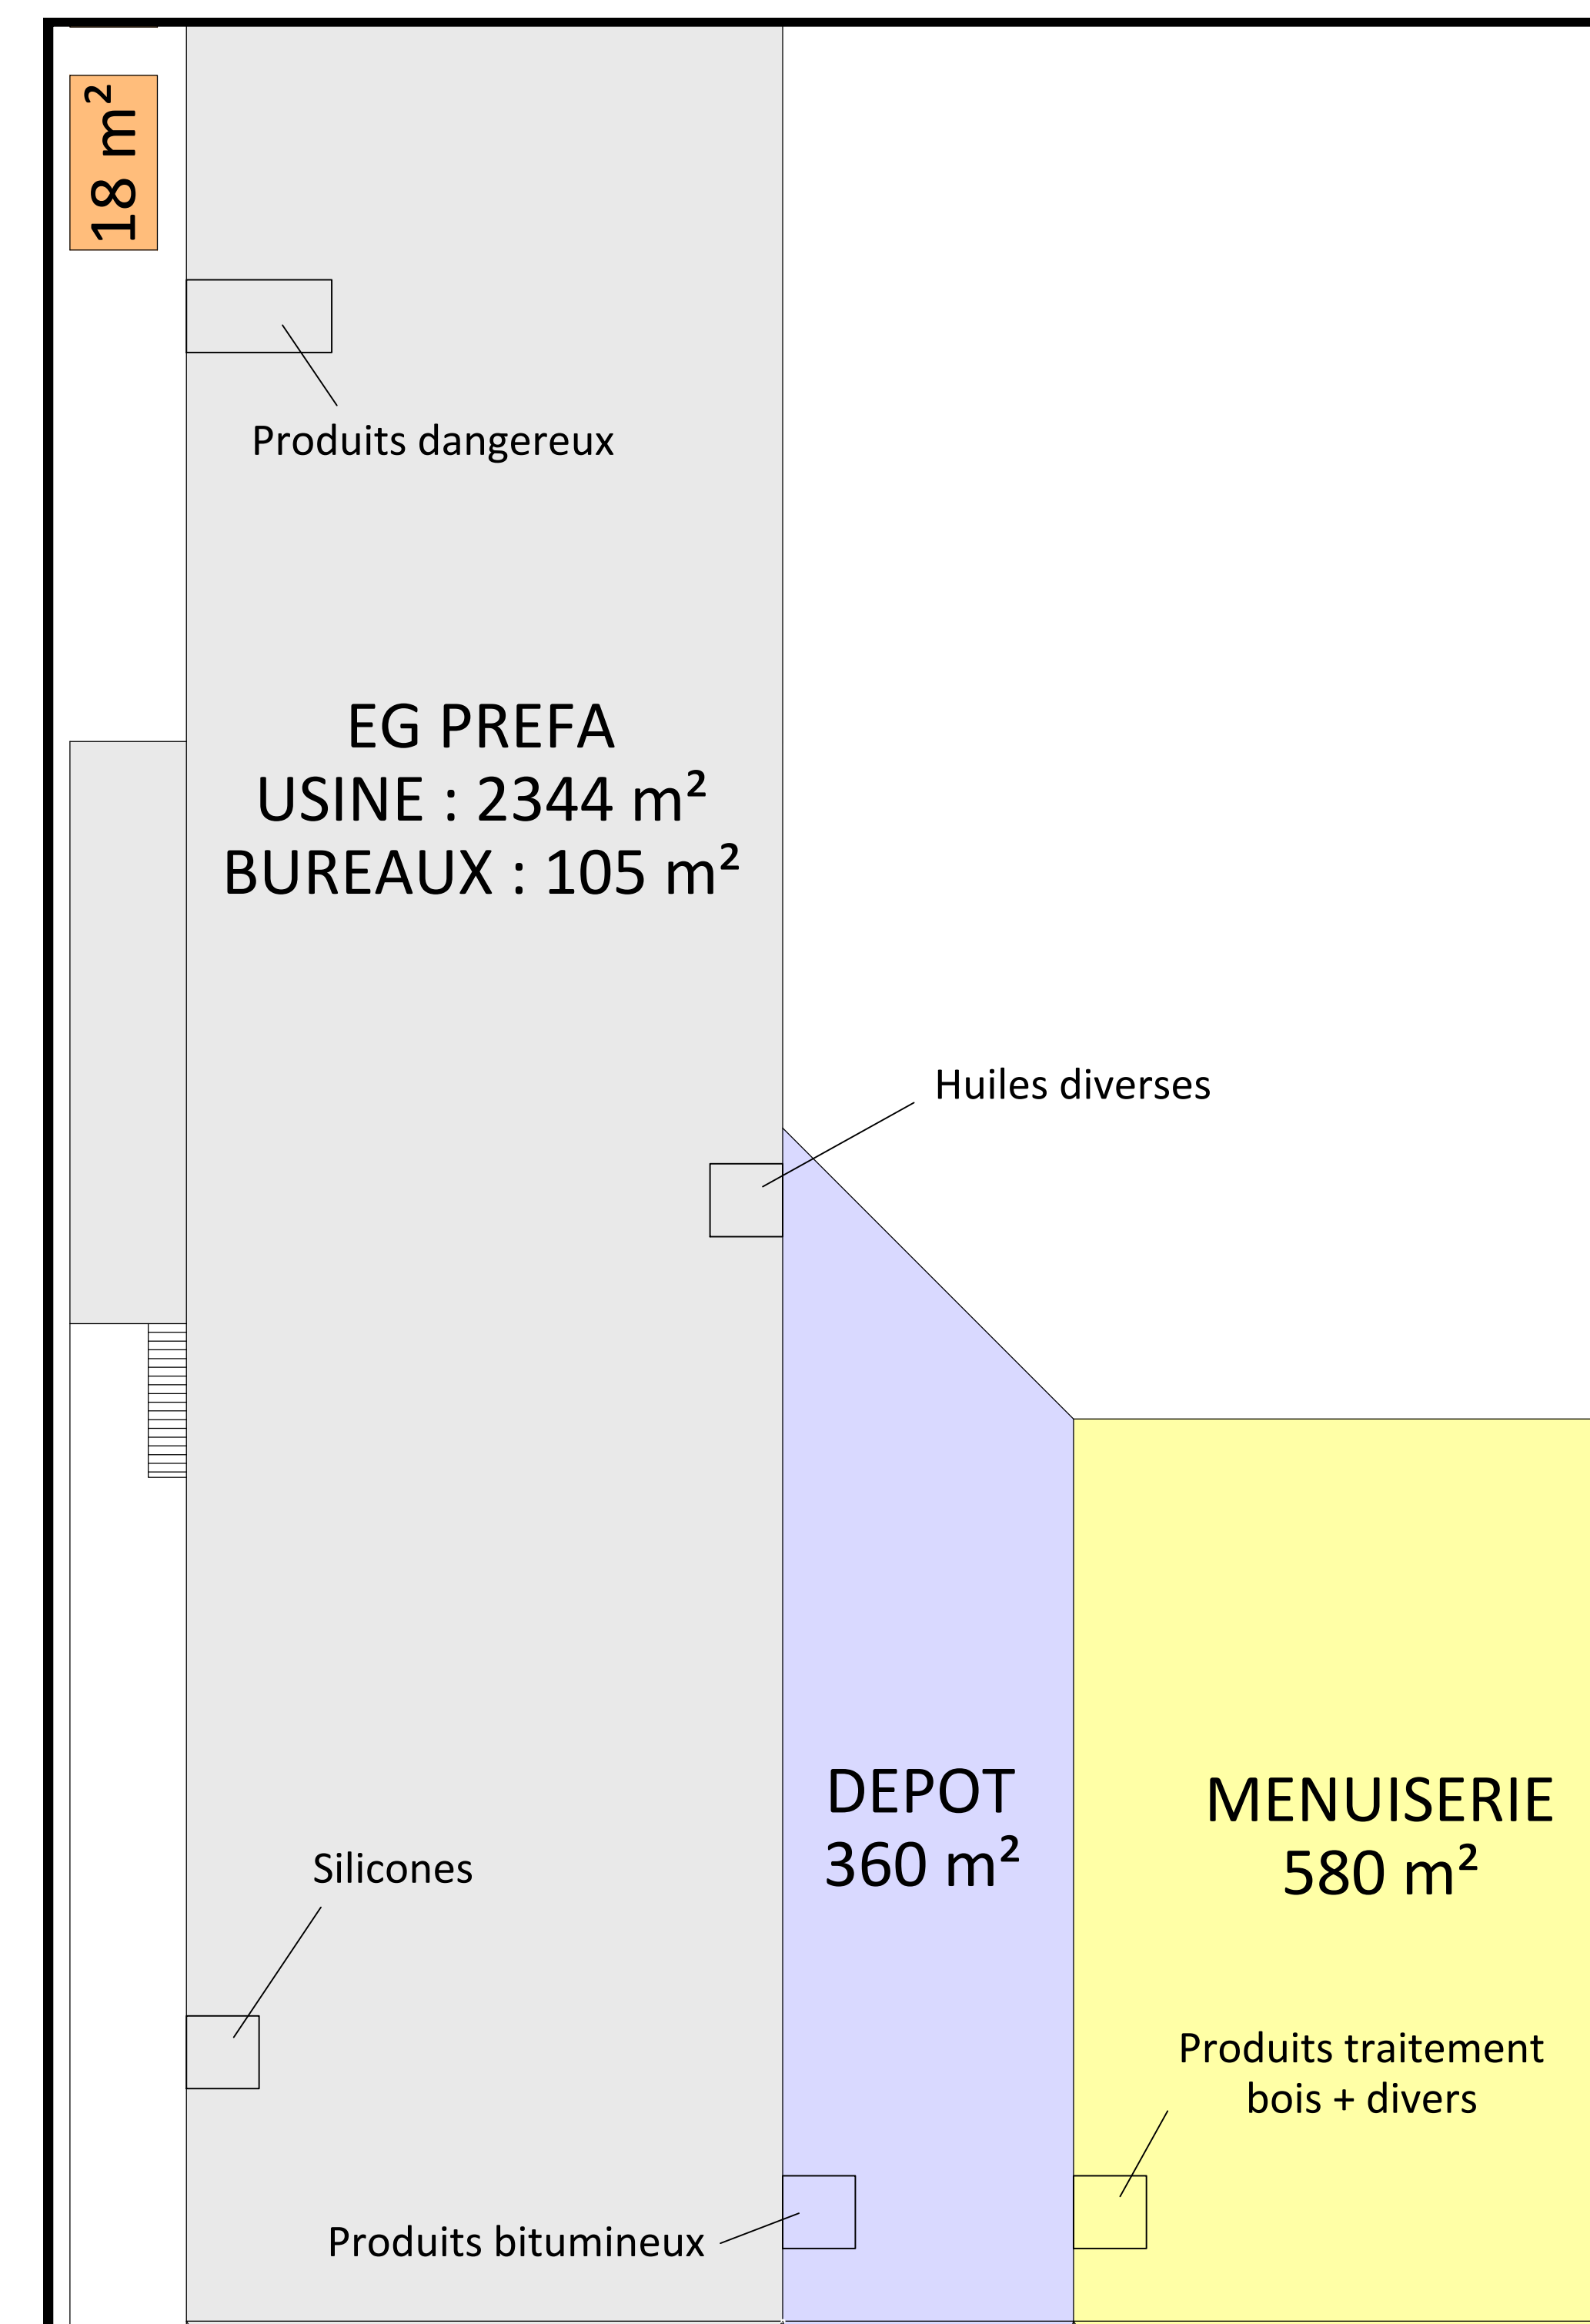 18 m²
Produits dangereux
EG PREFA
USINE : 2344 m²
BUREAUX : 105 m²
Huiles diverses
DEPOT
360 m²
MENUISERIE
580 m²
Silicones
Produits traitement
bois + divers
Produits bitumineux